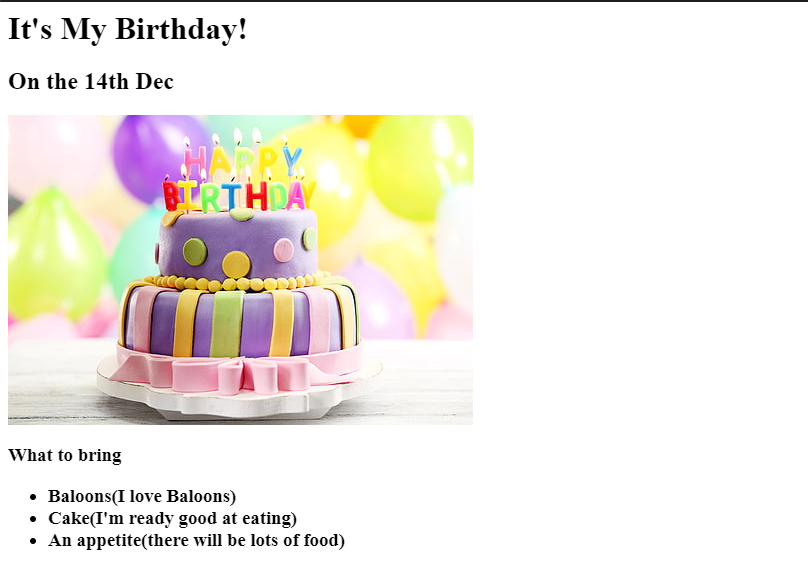 It's My Birthday!
On the 14th Dec
HAPPY
BIRTHDAY
What to bring
Baloons(I love Baloons)
Cake(I'm ready good at eating)
An appetite(there will be lots of food)